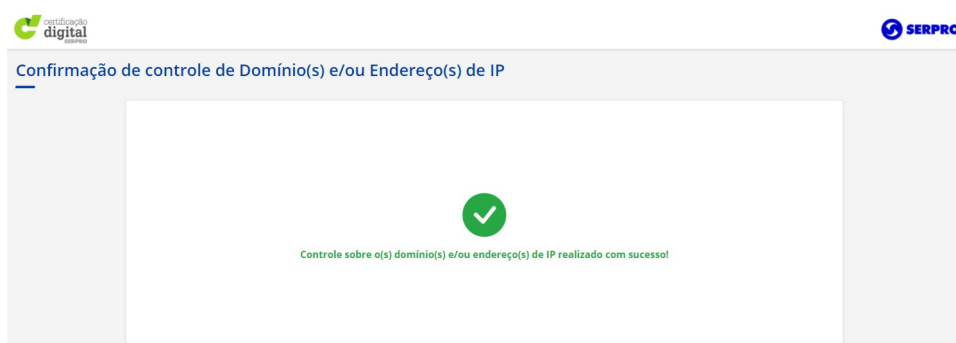 certificação
digital
SERPRO
SERPRO
Confirmação de controle de Domínio(s) e/ou Endereço(s) de IP
Controle sobre o(s) domínio(s) e/ou endereço(s) de IP realizado com sucesso!